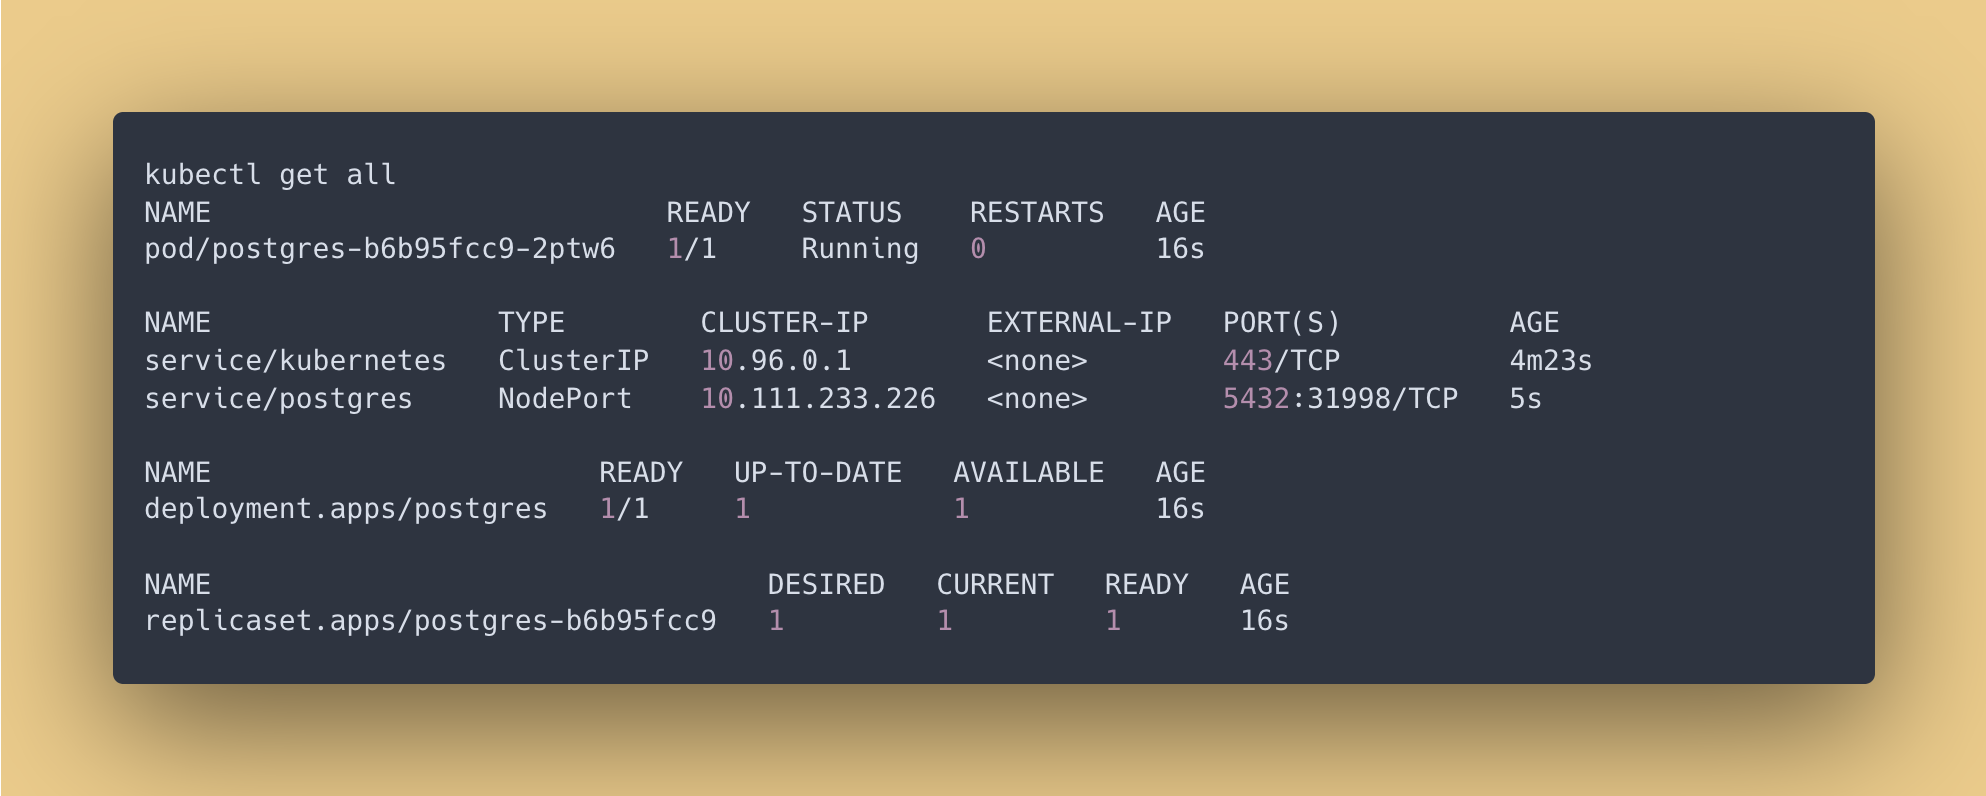 kubectl get all
NAME                           READY   STATUS    RESTARTS   AGE
pod/postgres-b6b95fcc9-2ptw6   1/1     Running   0          16s

NAME                 TYPE        CLUSTER-IP       EXTERNAL-IP   PORT(S)          AGE
service/kubernetes   ClusterIP   10.96.0.1        <none>        443/TCP          4m23s
service/postgres     NodePort    10.111.233.226   <none>        5432:31998/TCP   5s

NAME                       READY   UP-TO-DATE   AVAILABLE   AGE
deployment.apps/postgres   1/1     1            1           16s

NAME                                 DESIRED   CURRENT   READY   AGE
replicaset.apps/postgres-b6b95fcc9   1         1         1       16s